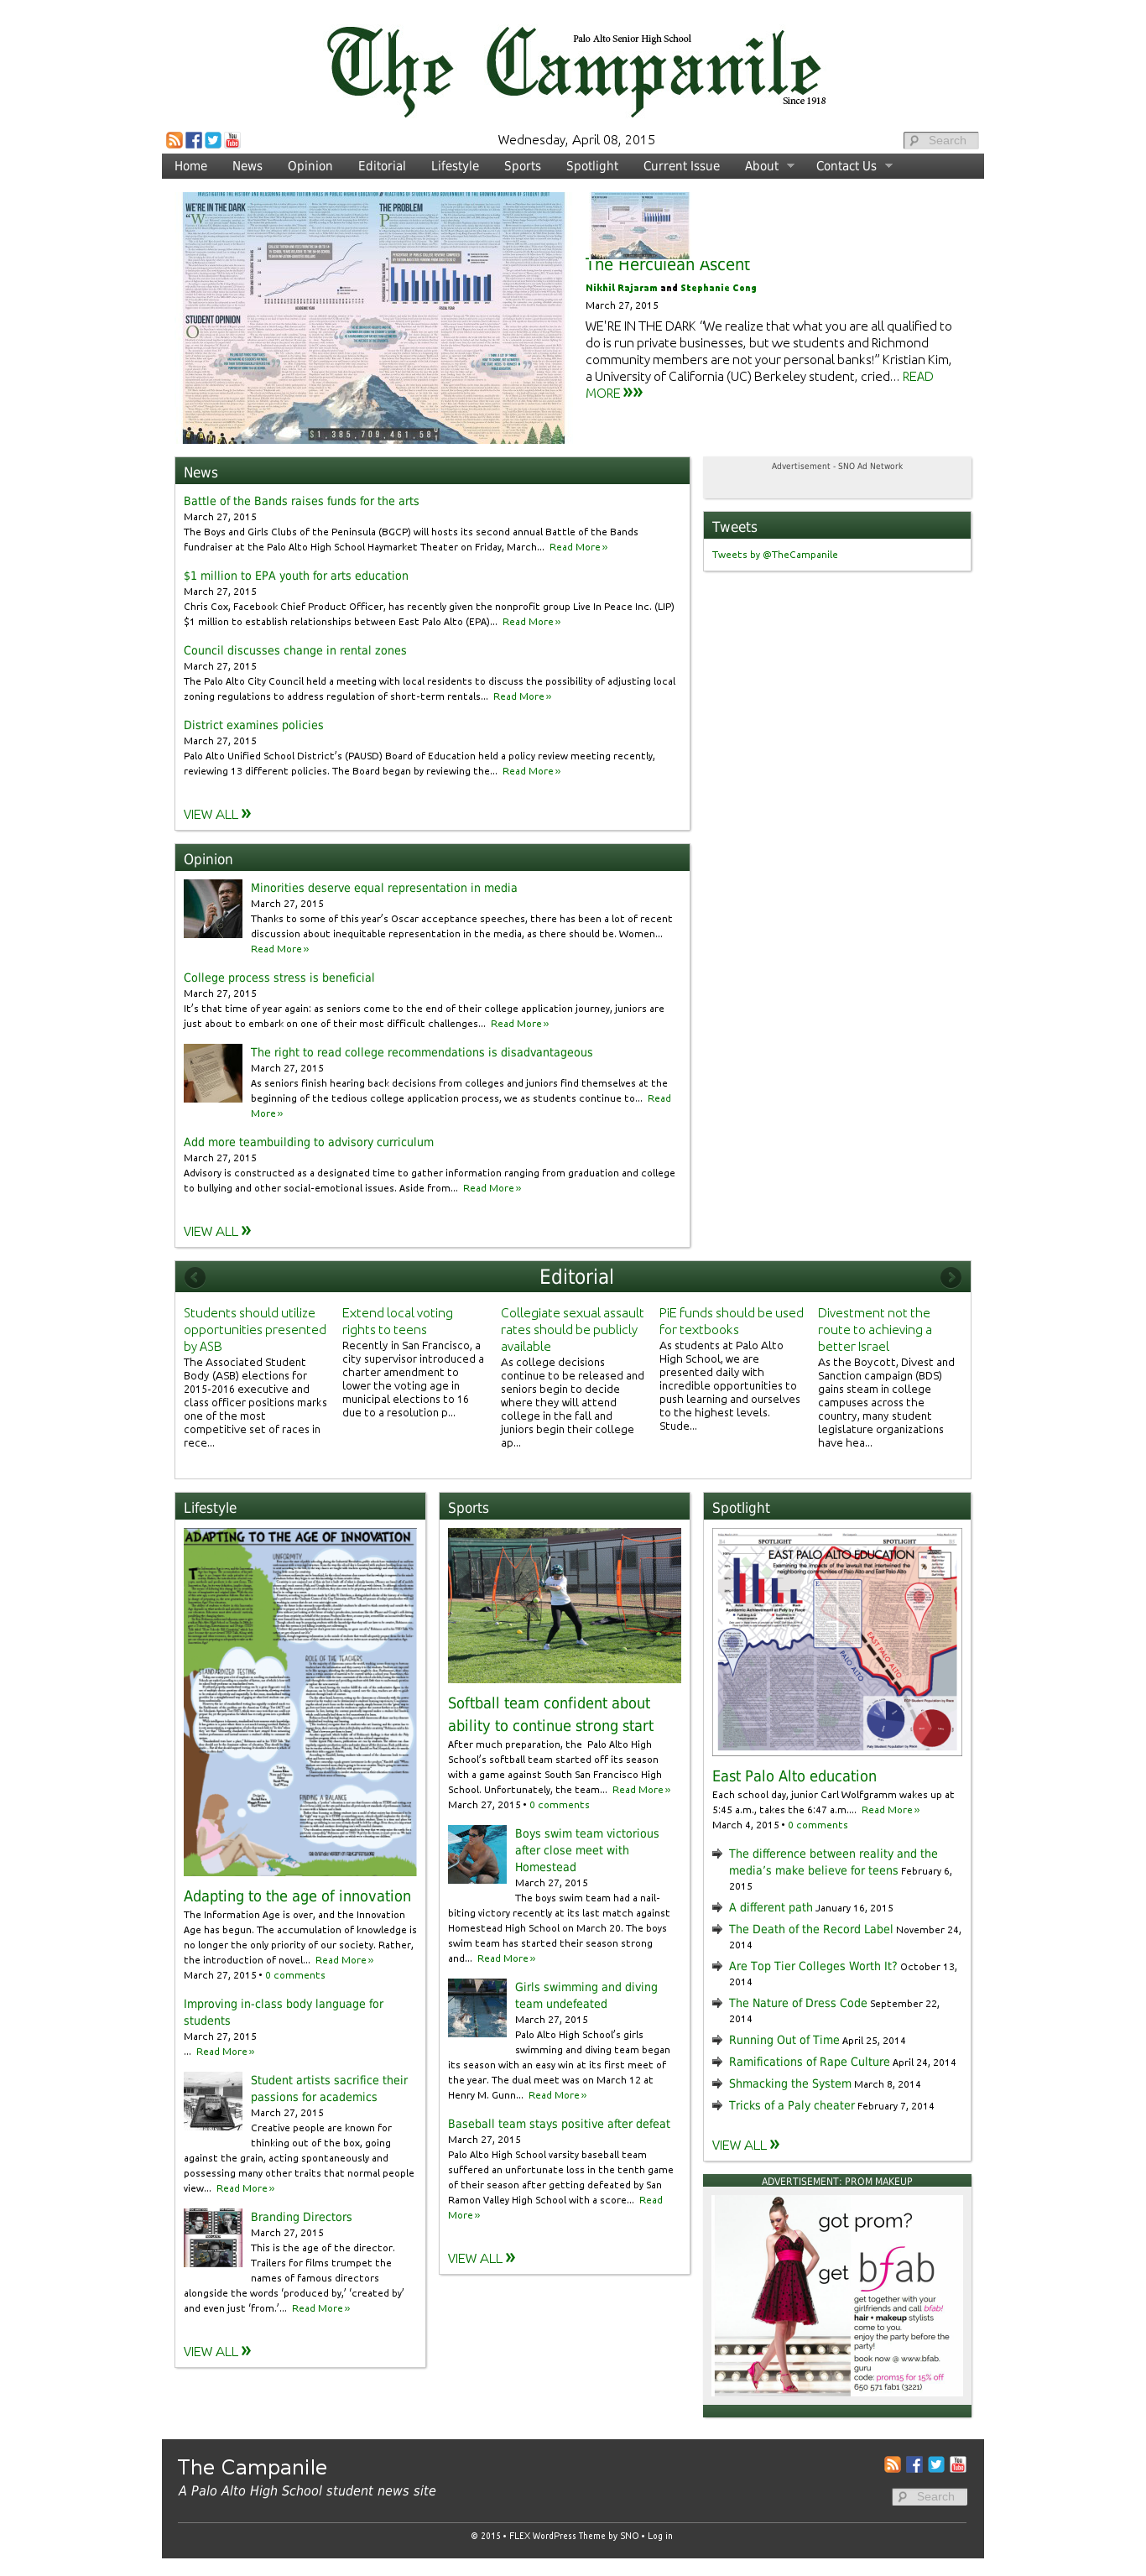 The Campanile
Palo Alto Senior High School
Since 1918
Wednesday, April 08, 2015
Search
Home News Opinion Editorial Lifestyle Sports Spotlight Current Issue About Contact Us
WE'RE IN THE DARK
THE PROBLEM
STUDENT OPINION
$1,385,709,461,58
The Herculean Ascent
Nikhil Rajaram and Stephanie Cong
March 27, 2015
WE'RE IN THE DARK "We realize that what you are all qualified to
do is run private businesses, but we students and Richmond
community members are not your personal banks!" Kristian Kim,
a University of California (UC) Berkeley student, cried... READ
MORE »
News
Battle of the Bands raises funds for the arts
March 27, 2015
The Boys and Girls Clubs of the Peninsula (BGCP) will hosts its second annual Battle of the Bands
fundraiser at the Palo Alto High School Haymarket Theater on Friday, March... Read More »
$1 million to EPA youth for arts education
March 27, 2015
Chris Cox, Facebook Chief Product Officer, has recently given the nonprofit group Live In Peace Inc. (LIP)
$1 million to establish relationships between East Palo Alto (EPA)... Read More »
Council discusses change in rental zones
March 27, 2015
The Palo Alto City Council held a meeting with local residents to discuss the possibility of adjusting local
zoning regulations to address regulation of short-term rentals... Read More »
District examines policies
March 27, 2015
Palo Alto Unified School District's (PAUSD) Board of Education held a policy review meeting recently,
reviewing 13 different policies. The Board began by reviewing the... Read More »
VIEW ALL »
Advertisement - SNO Ad Network
Tweets
Tweets by @TheCampanile
Opinion
Minorities deserve equal representation in media
March 27, 2015
Thanks to some of this year's Oscar acceptance speeches, there has been a lot of recent
discussion about inequitable representation in the media, as there should be. Women...
Read More »
College process stress is beneficial
March 27, 2015
It's that time of year again: as seniors come to the end of their college application journey, juniors are
just about to embark on one of their most difficult challenges... Read More »
The right to read college recommendations is disadvantageous
March 27, 2015
As seniors finish hearing back decisions from colleges and juniors find themselves at the
beginning of the tedious college application process, we as students continue to... Read
More »
Add more teambuilding to advisory curriculum
March 27, 2015
Advisory is constructed as a designated time to gather information ranging from graduation and college
to bullying and other social-emotional issues. Aside from... Read More »
VIEW ALL »
Editorial
Students should utilize
opportunities presented
by ASB
The Associated Student
Body (ASB) elections for
2015-2016 executive and
class officer positions marks
one of the most
competitive set of races in
rece...
Extend local voting
rights to teens
Recently in San Francisco, a
city supervisor introduced a
charter amendment to
lower the voting age in
municipal elections to 16
due to a resolution p...
Collegiate sexual assault
rates should be publicly
available
As college decisions
continue to be released and
seniors begin to decide
where they will attend
college in the fall and
juniors begin their college
ap...
PiE funds should be used
for textbooks
As students at Palo Alto
High School, we are
presented daily with
incredible opportunities to
push learning and ourselves
to the highest levels.
Stude...
Divestment not the
route to achieving a
better Israel
As the Boycott, Divest and
Sanction campaign (BDS)
gains steam in college
campuses across the
country, many student
legislature organizations
have hea...
Lifestyle
ADAPTING TO THE AGE OF INNOVATION
UNIFORMITY
STANDARDIZED TESTING
ROLE OF THE TEACHERS
FINDING A BALANCE
Adapting to the age of innovation
The Information Age is over, and the Innovation
Age has begun. The accumulation of knowledge is
no longer the only priority of our society. Rather,
the introduction of novel... Read More »
March 27, 2015 • 0 comments
Improving in-class body language for
students
March 27, 2015
... Read More »
Student artists sacrifice their
passions for academics
March 27, 2015
Creative people are known for
thinking out of the box, going
against the grain, acting spontaneously and
possessing many other traits that normal people
view... Read More »
Branding Directors
March 27, 2015
This is the age of the director.
Trailers for films trumpet the
names of famous directors
alongside the words 'produced by,' 'created by'
and even just 'from.'... Read More »
VIEW ALL »
Sports
Softball team confident about
ability to continue strong start
After much preparation, the Palo Alto High
School's softball team started off its season
with a game against South San Francisco High
School. Unfortunately, the team... Read More »
March 27, 2015 • 0 comments
Boys swim team victorious
after close meet with
Homestead
March 27, 2015
The boys swim team had a nail-
biting victory recently at its last match against
Homestead High School on March 20. The boys
swim team has started their season strong
and... Read More »
Girls swimming and diving
team undefeated
March 27, 2015
Palo Alto High School's girls
swimming and diving team began
its season with an easy win at its first meet of
the year. The dual meet was on March 12 at
Henry M. Gunn... Read More »
Baseball team stays positive after defeat
March 27, 2015
Palo Alto High School varsity baseball team
suffered an unfortunate loss in the tenth game
of their season after getting defeated by San
Ramon Valley High School with a score... Read
More »
VIEW ALL »
Spotlight
SPOTLIGHT
EAST PALO ALTO EDUCATION
EAST PALO ALTO
PALO ALTO
East Palo Alto education
Each school day, junior Carl Wolfgramm wakes up at
5:45 a.m., takes the 6:47 a.m.... Read More »
March 4, 2015 • 0 comments
The difference between reality and the
media's make believe for teens February 6,
2015
A different path January 16, 2015
The Death of the Record Label November 24,
2014
Are Top Tier Colleges Worth It? October 13,
2014
The Nature of Dress Code September 22,
2014
Running Out of Time April 25, 2014
Ramifications of Rape Culture April 24, 2014
Shmacking the System March 8, 2014
Tricks of a Paly cheater February 7, 2014
VIEW ALL »
ADVERTISEMENT: PROM MAKEUP
got prom?
get bfab
get together with your
girlfriends and call bfab!
hair + makeup stylists
come to you.
enjoy the party before the
party!
book now @ www.bfab.
guru
code: prom15 for 15% off
650 571 fab1 (3221)
The Campanile
A Palo Alto High School student news site
Search
© 2015 • FLEX WordPress Theme by SNO • Log in